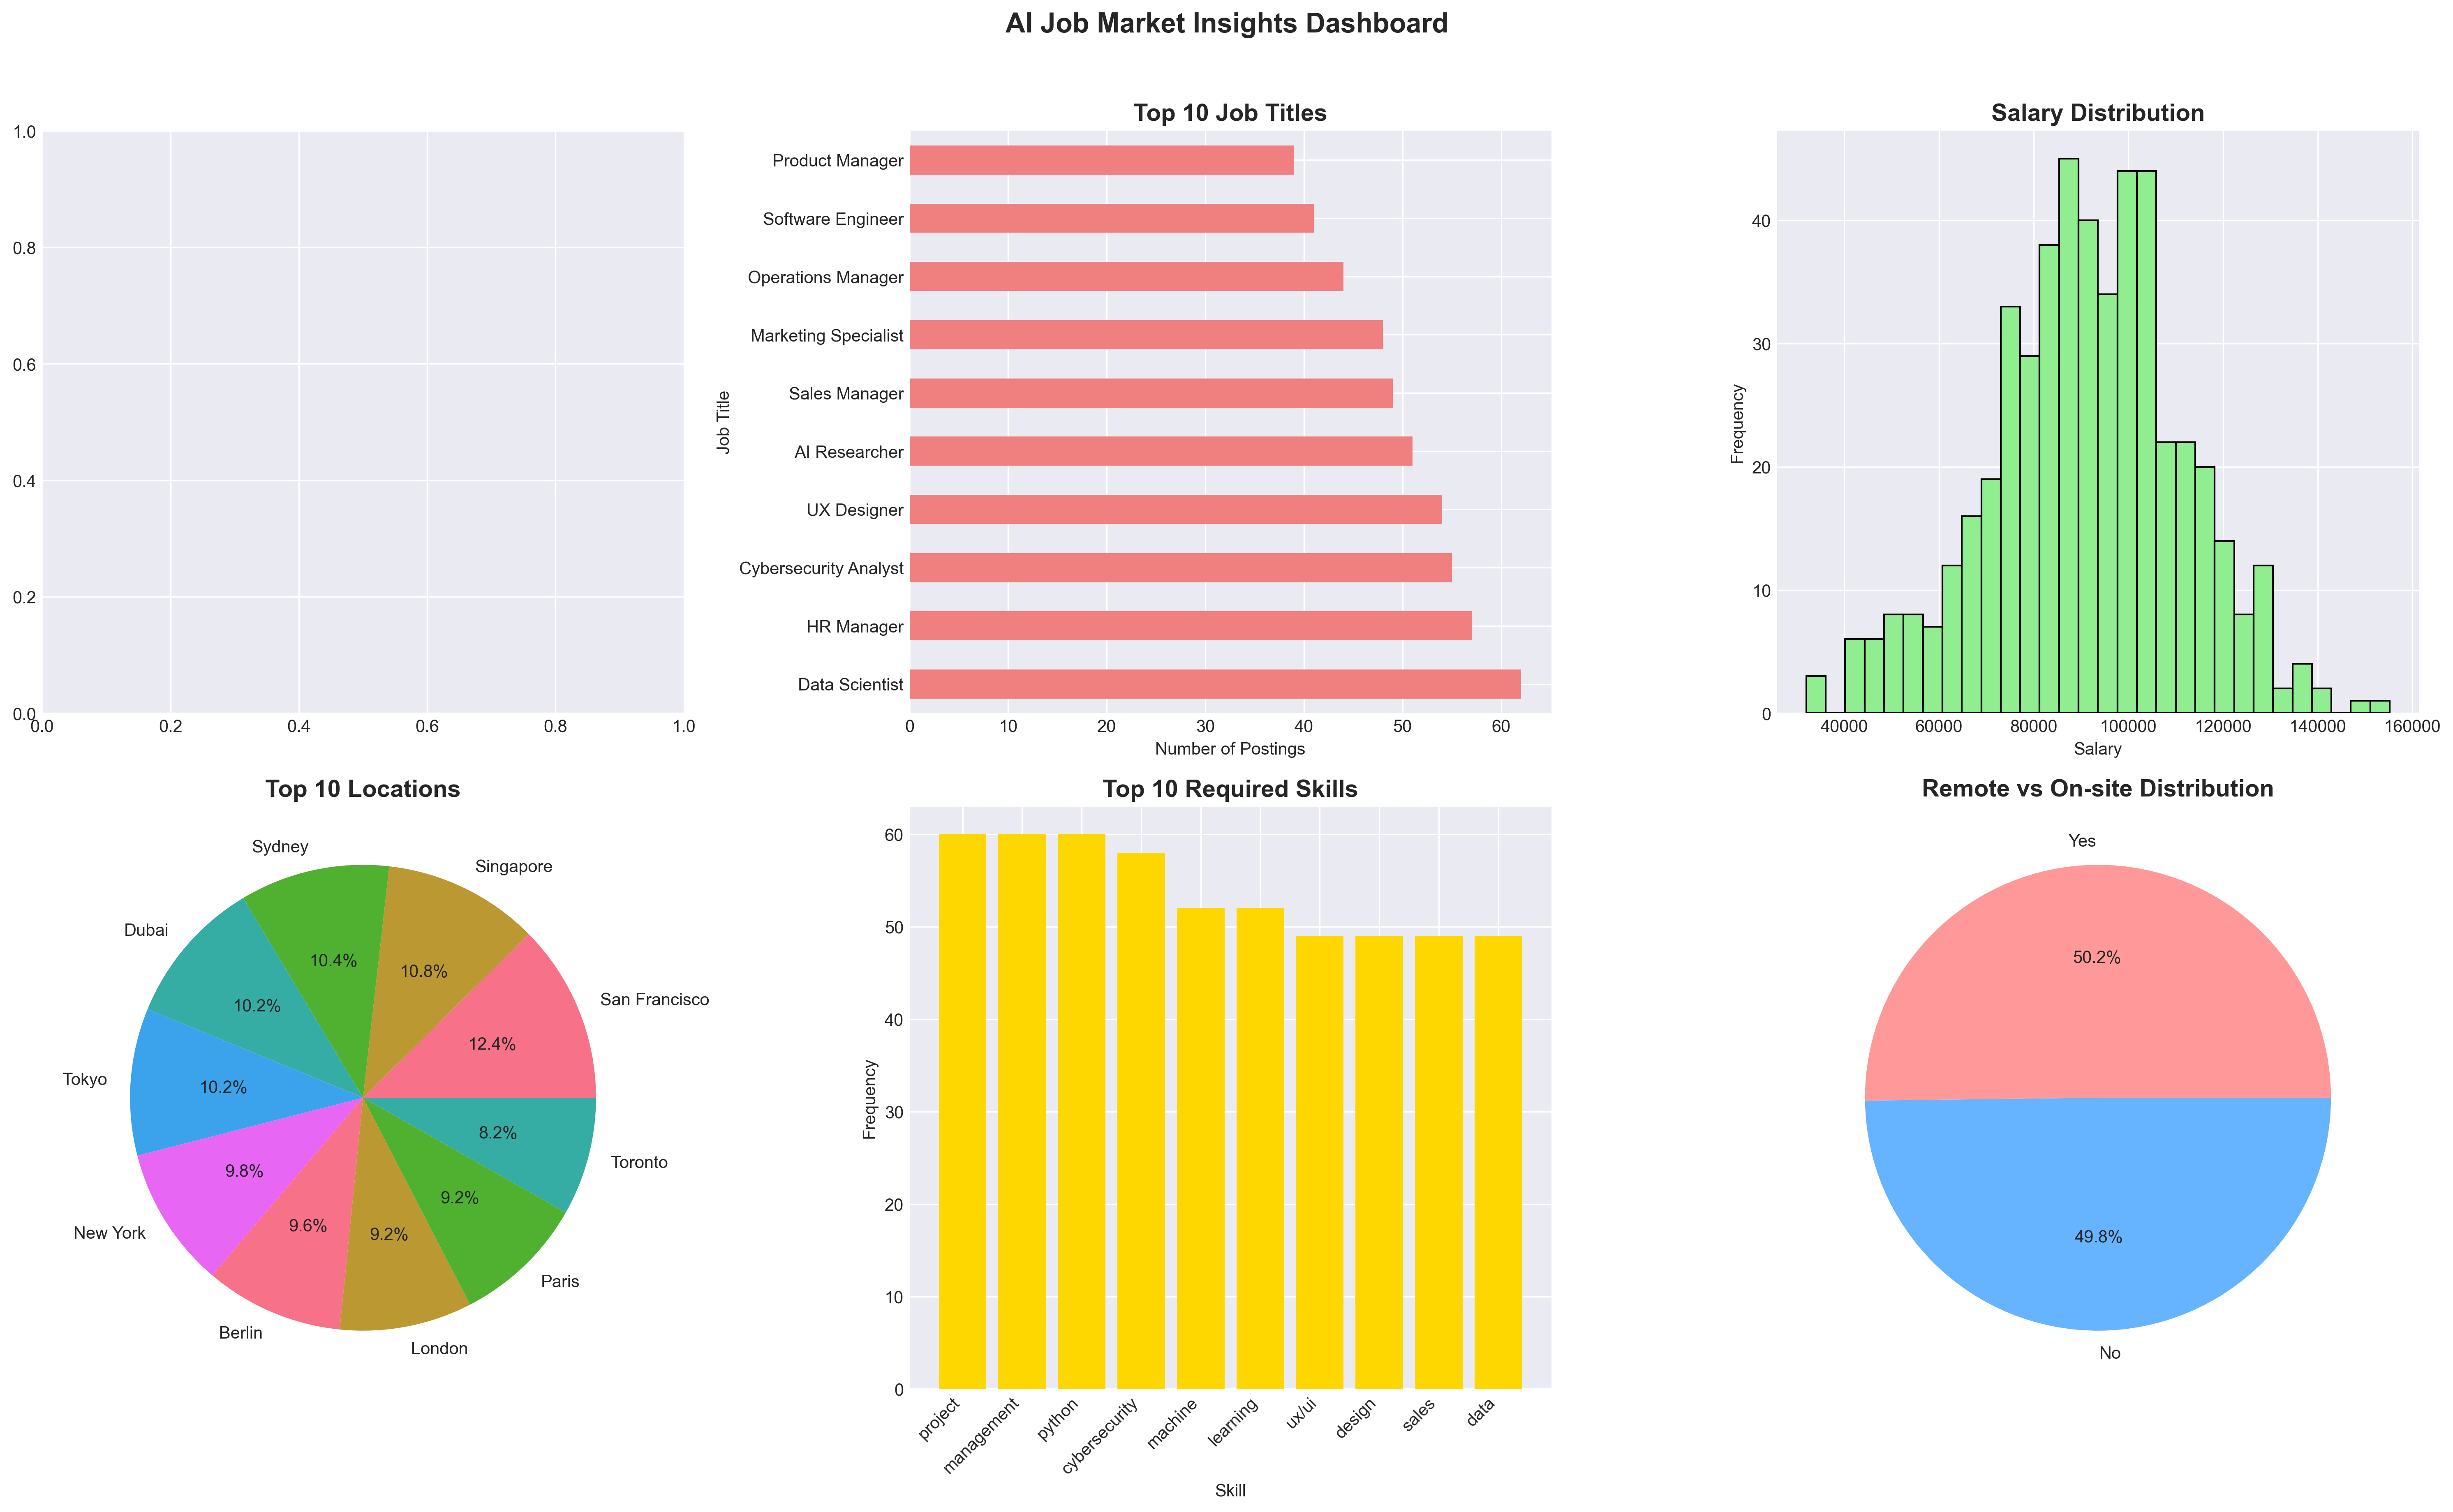 AI Job Market Insights Dashboard
1.0
0.8
0.6
0.4
0.2
0.0
0.0 0.2 0.4 0.6 0.8 1.0
Top 10 Job Titles
Job Title
Product Manager
Software Engineer
Operations Manager
Marketing Specialist
Sales Manager
AI Researcher
UX Designer
Cybersecurity Analyst
HR Manager
Data Scientist
0 10 20 30 40 50 60
Number of Postings
Salary Distribution
Frequency
40
30
20
10
0
40000 60000 80000 100000 120000 140000 160000
Salary
Top 10 Locations
Sydney
Singapore
Dubai
San Francisco
Tokyo
Toronto
New York
Paris
Berlin
London
10.4%
10.8%
10.2%
12.4%
10.2%
8.2%
9.8%
9.2%
9.6%
9.2%
Top 10 Required Skills
Frequency
60
50
40
30
20
10
0
project
management
python
cybersecurity
machine
learning
ux/ui
design
sales
data
Skill
Remote vs On-site Distribution
Yes
50.2%
49.8%
No